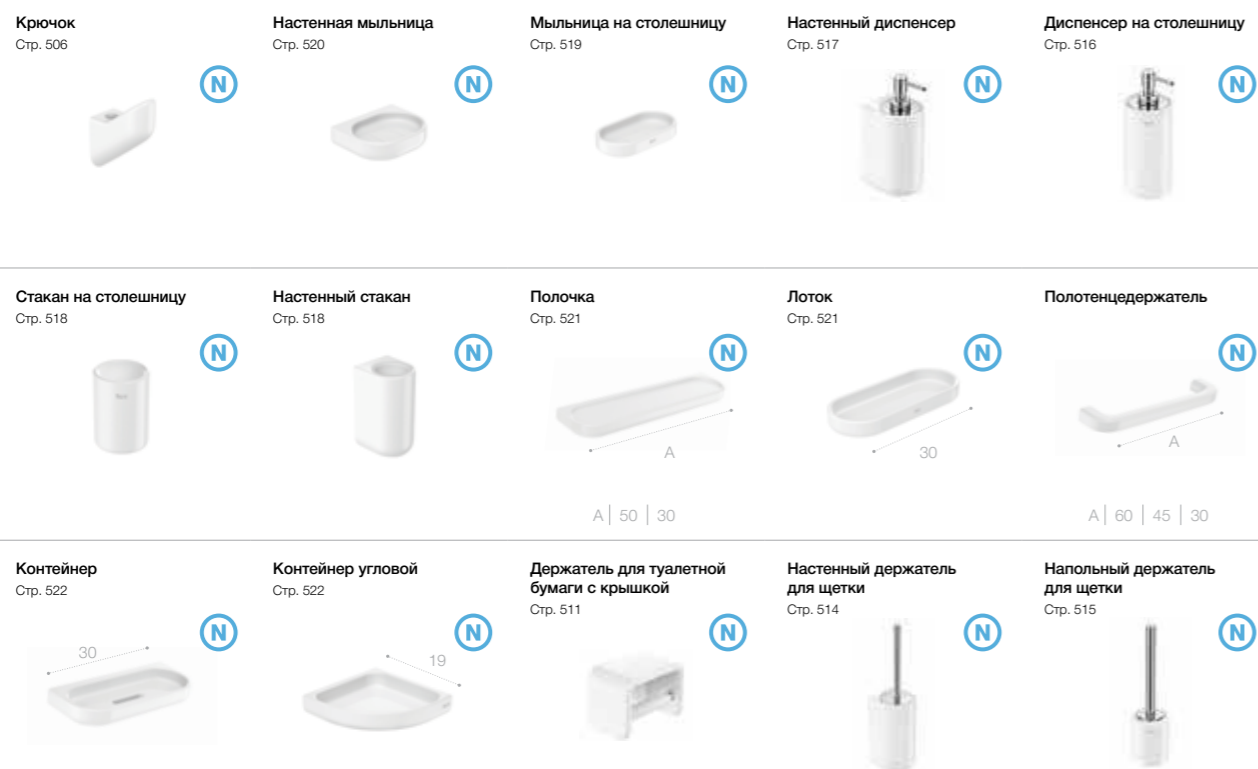 Крючок
Стр. 506
N
Настенная мыльница
Стр. 520
N
Мыльница на столешницу
Стр. 519
N
Настенный диспенсер
Стр. 517
N
Диспенсер на столешницу
Стр. 516
N
Стакан на столешницу
Стр. 518
N
Настенный стакан
Стр. 518
N
Полочка
Стр. 521
N
A
A | 50 | 30
Лоток
Стр. 521
N
30
Полотенцедержатель
N
A
A | 60 | 45 | 30
Контейнер
Стр. 522
N
30
Контейнер угловой
Стр. 522
N
19
Держатель для туалетной
бумаги с крышкой
Стр. 511
N
Настенный держатель
для щетки
Стр. 514
N
Напольный держатель
для щетки
Стр. 515
N